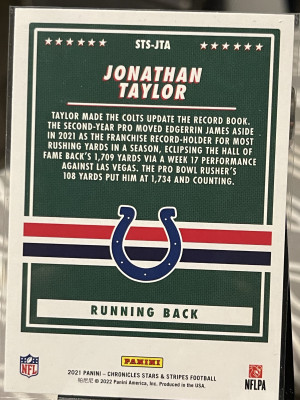 STS-JTA
JONATHAN
TAYLOR
TAYLOR MADE THE COLTS UPDATE THE RECORD BOOK.
THE SECOND-YEAR PRO MOVED EDGERRIN JAMES ASIDE
IN 2021 AS THE FRANCHISE RECORD-HOLDER FOR MOST
RUSHING YARDS IN A SEASON, ECLIPSING THE HALL OF
FAME BACK'S 1,709 YARDS VIA A WEEK 17 PERFORMANCE
AGAINST LAS VEGAS. THE PRO BOWL RUSHER'S
108 YARDS PUT HIM AT 1,734 AND COUNTING.
RUNNING BACK
NFL
PANINI
NFLPA
2021 PANINI – CHRONICLES STARS & STRIPES FOOTBALL
帕尼尼 © 2022 Panini America, Inc. Produced in the USA.